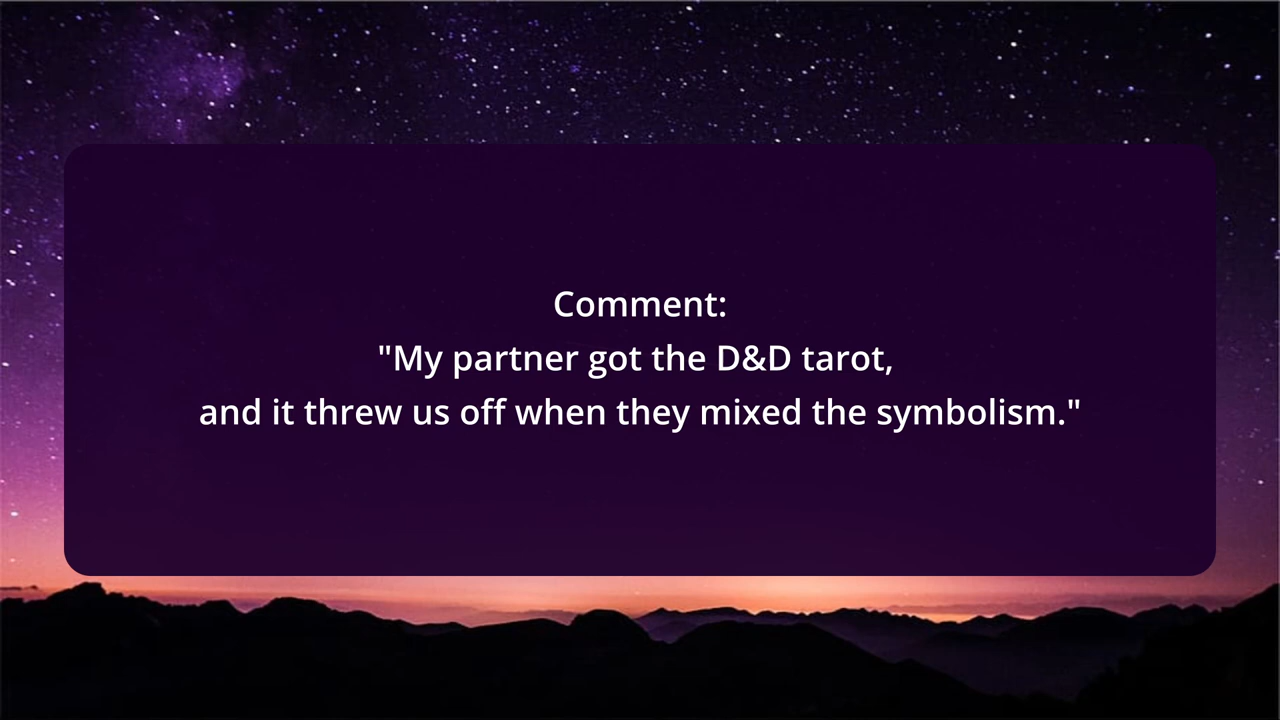 Comment:
"My partner got the D&D tarot,
and it threw us off when they mixed the symbolism."